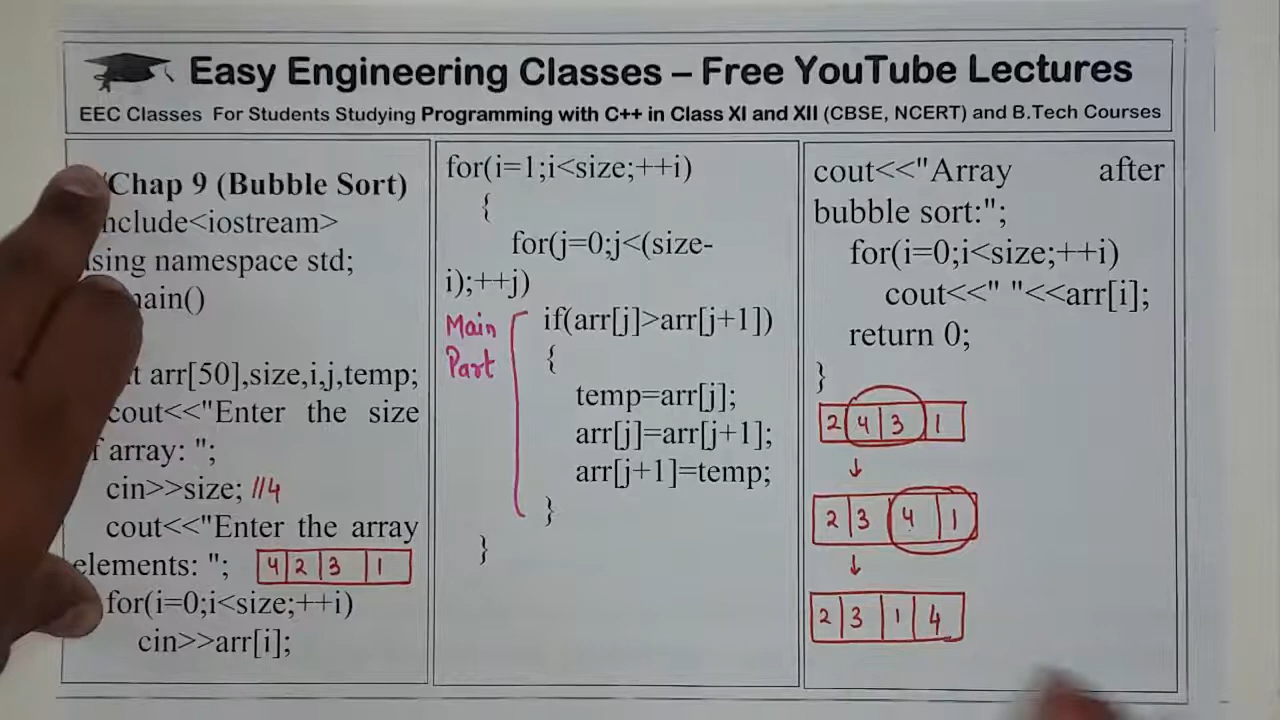 Easy Engineering Classes – Free YouTube Lectures
EEC Classes For Students Studying Programming with C++ in Class XI and XII (CBSE, NCERT) and B.Tech Courses
/Chap 9 (Bubble Sort)
nclude<iostream>
sing namespace std;
main()
t arr[50],size,i,j,temp;
cout<<"Enter the size
f array: ";
cin>>size; //4
cout<<"Enter the array
elements: "; 4 2 3 1
for(i=0;i<size;++i)
cin>>arr[i];
for(i=1;i<size;++i)
{
for(j=0;j<(size-
i);++j)
Main
Part
if(arr[j]>arr[j+1])
{
temp=arr[j];
arr[j]=arr[j+1];
arr[j+1]=temp;
}
}
cout<<"Array after
bubble sort:";
for(i=0;i<size;++i)
cout<<" "<<arr[i];
return 0;
}
2 4 3 1
↓
2 3 4 1
↓
2 3 1 4